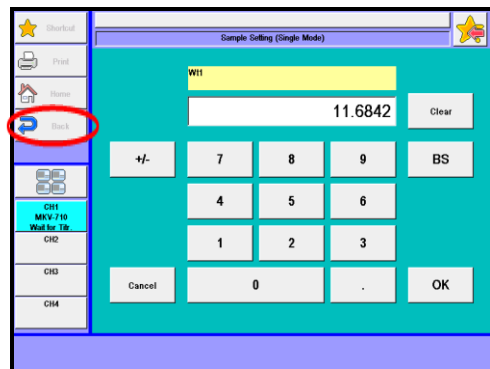 Shortcut
Sample Setting (Single Mode)
Print
Home
Back
Wt1
11.6842
Clear
+/-
7
8
9
BS
4
5
6
1
2
3
Cancel
0
.
OK
CH1
MKV-710
Wait for Titr.
CH2
CH3
CH4